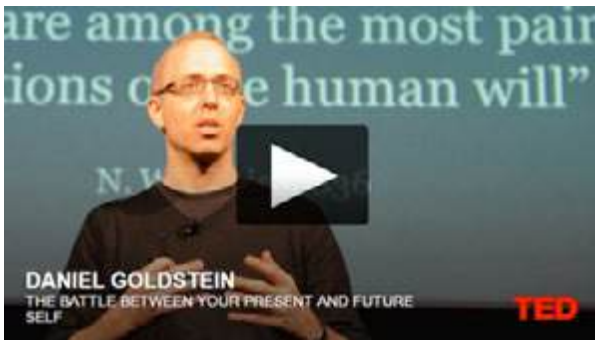 are among the most
human will”
N.
DANIEL GOLDSTEIN
THE BATTLE BETWEEN YOUR PRESENT AND FUTURE
SELF
TED